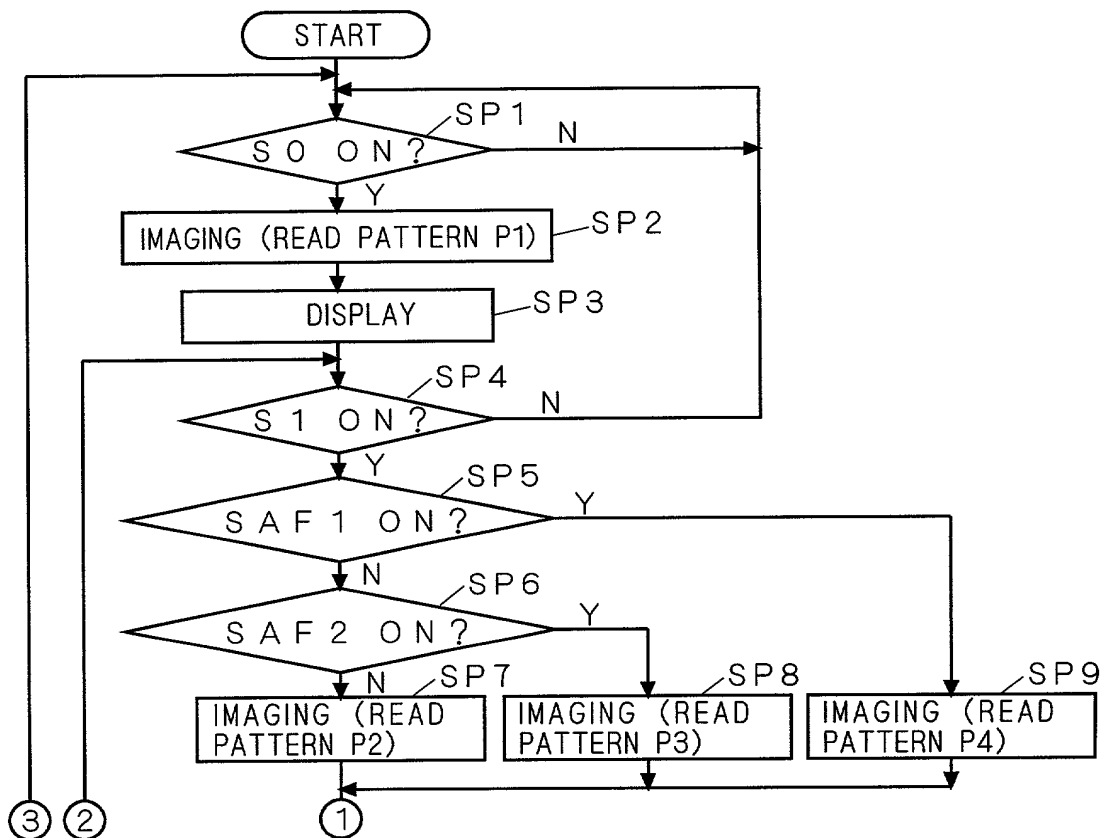 START
SP1
S0 ON?
N
Y
IMAGING (READ PATTERN P1)
SP2
DISPLAY
SP3
SP4
S1 ON?
N
Y
SP5
SAF1 ON?
Y
N
SP6
SAF2 ON?
Y
N
SP7
SP8
SP9
IMAGING (READ
PATTERN P2)
IMAGING (READ
PATTERN P3)
IMAGING (READ
PATTERN P4)
3
2
1